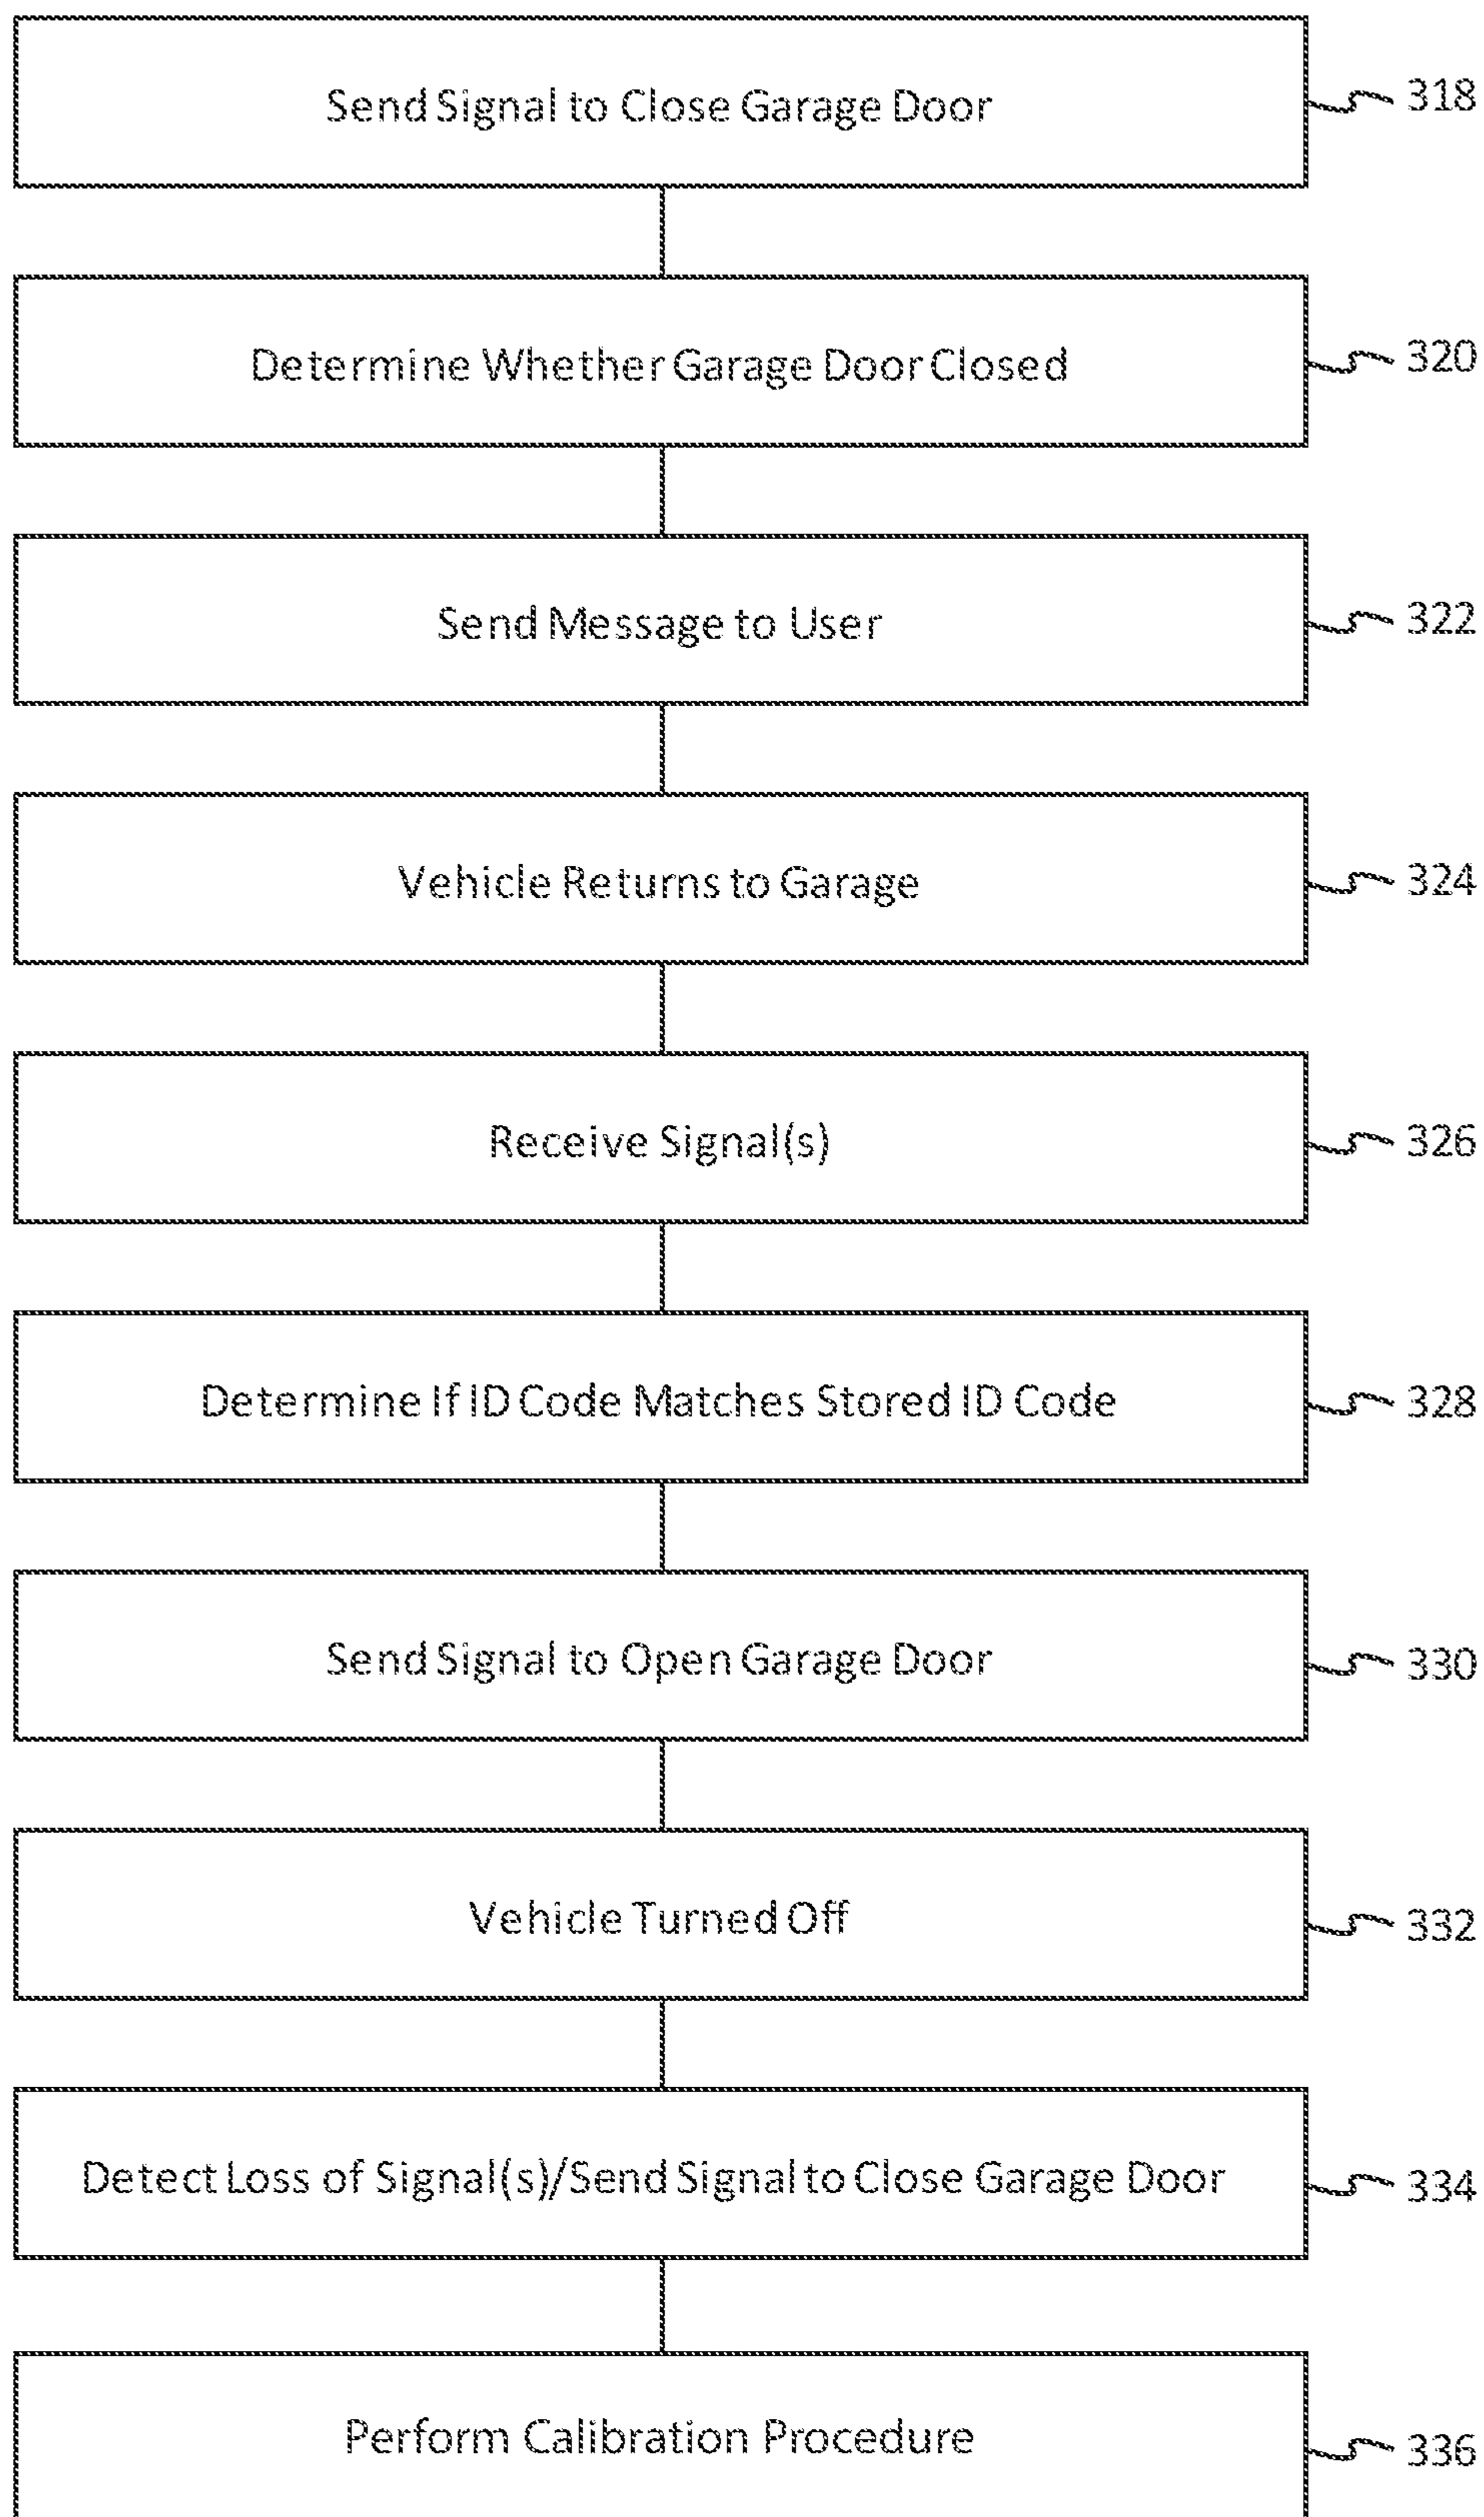 Send Signal to Close Garage Door 318
Determine Whether Garage Door Closed 320
Send Message to User 322
Vehicle Returns to Garage 324
Receive Signal(s) 326
Determine If ID Code Matches Stored ID Code 328
Send Signal to Open Garage Door 330
Vehicle Turned Off 332
Detect Loss of Signal(s)/Send Signal to Close Garage Door 334
Perform Calibration Procedure 336